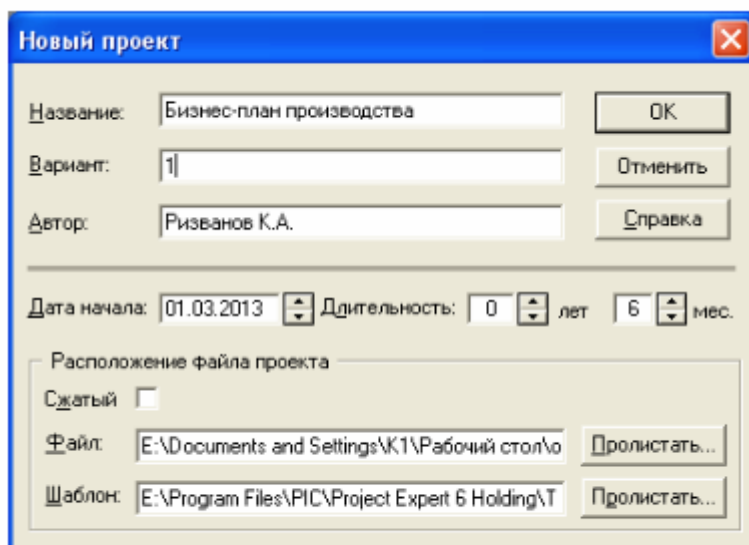 Новый проект
Название: Бизнес-план производства OK
Вариант: 1 Отменить
Автор: Ризванов К.А. Справка
Дата начала: 01.03.2013 Длительность: 0 лет 6 мес.
Расположение файла проекта
Сжатый
Файл: E:\Documents and Settings\K1\Рабочий стол\о Пролистать...
Шаблон: E:\Program Files\PIC\Project Expert 6 Holding\T Пролистать...